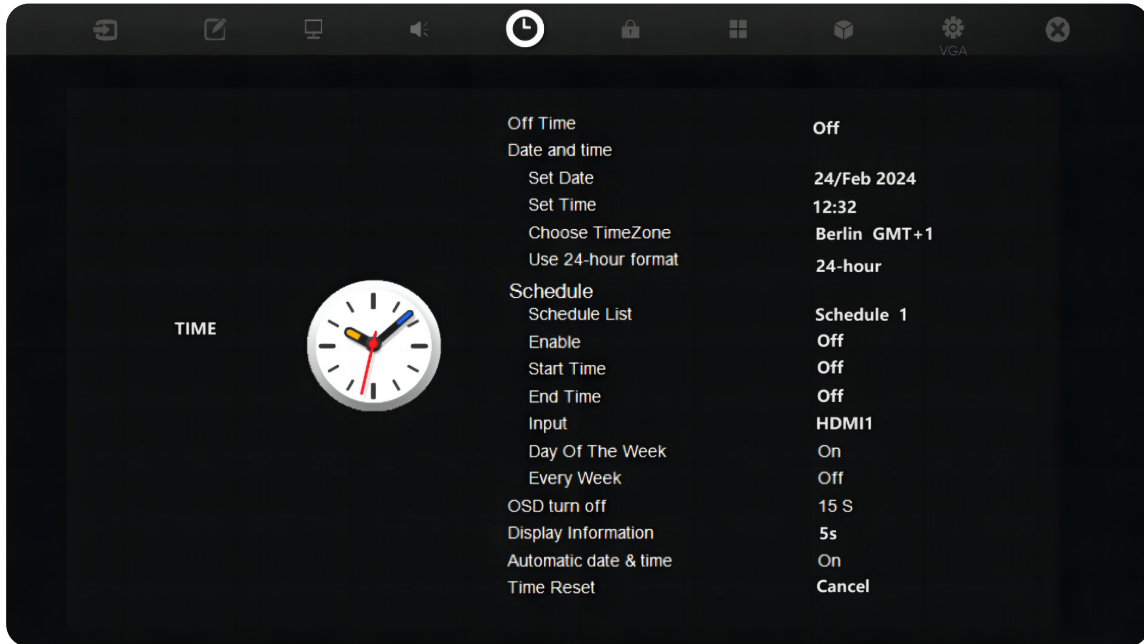 VGA
Off Time Off
Date and time
Set Date 24/Feb 2024
Set Time 12:32
Choose TimeZone Berlin GMT+1
Use 24-hour format 24-hour
Schedule
Schedule List Schedule 1
TIME
Enable Off
Start Time Off
End Time Off
Input HDMI1
Day Of The Week On
Every Week Off
OSD turn off 15 S
Display Information 5s
Automatic date & time On
Time Reset Cancel